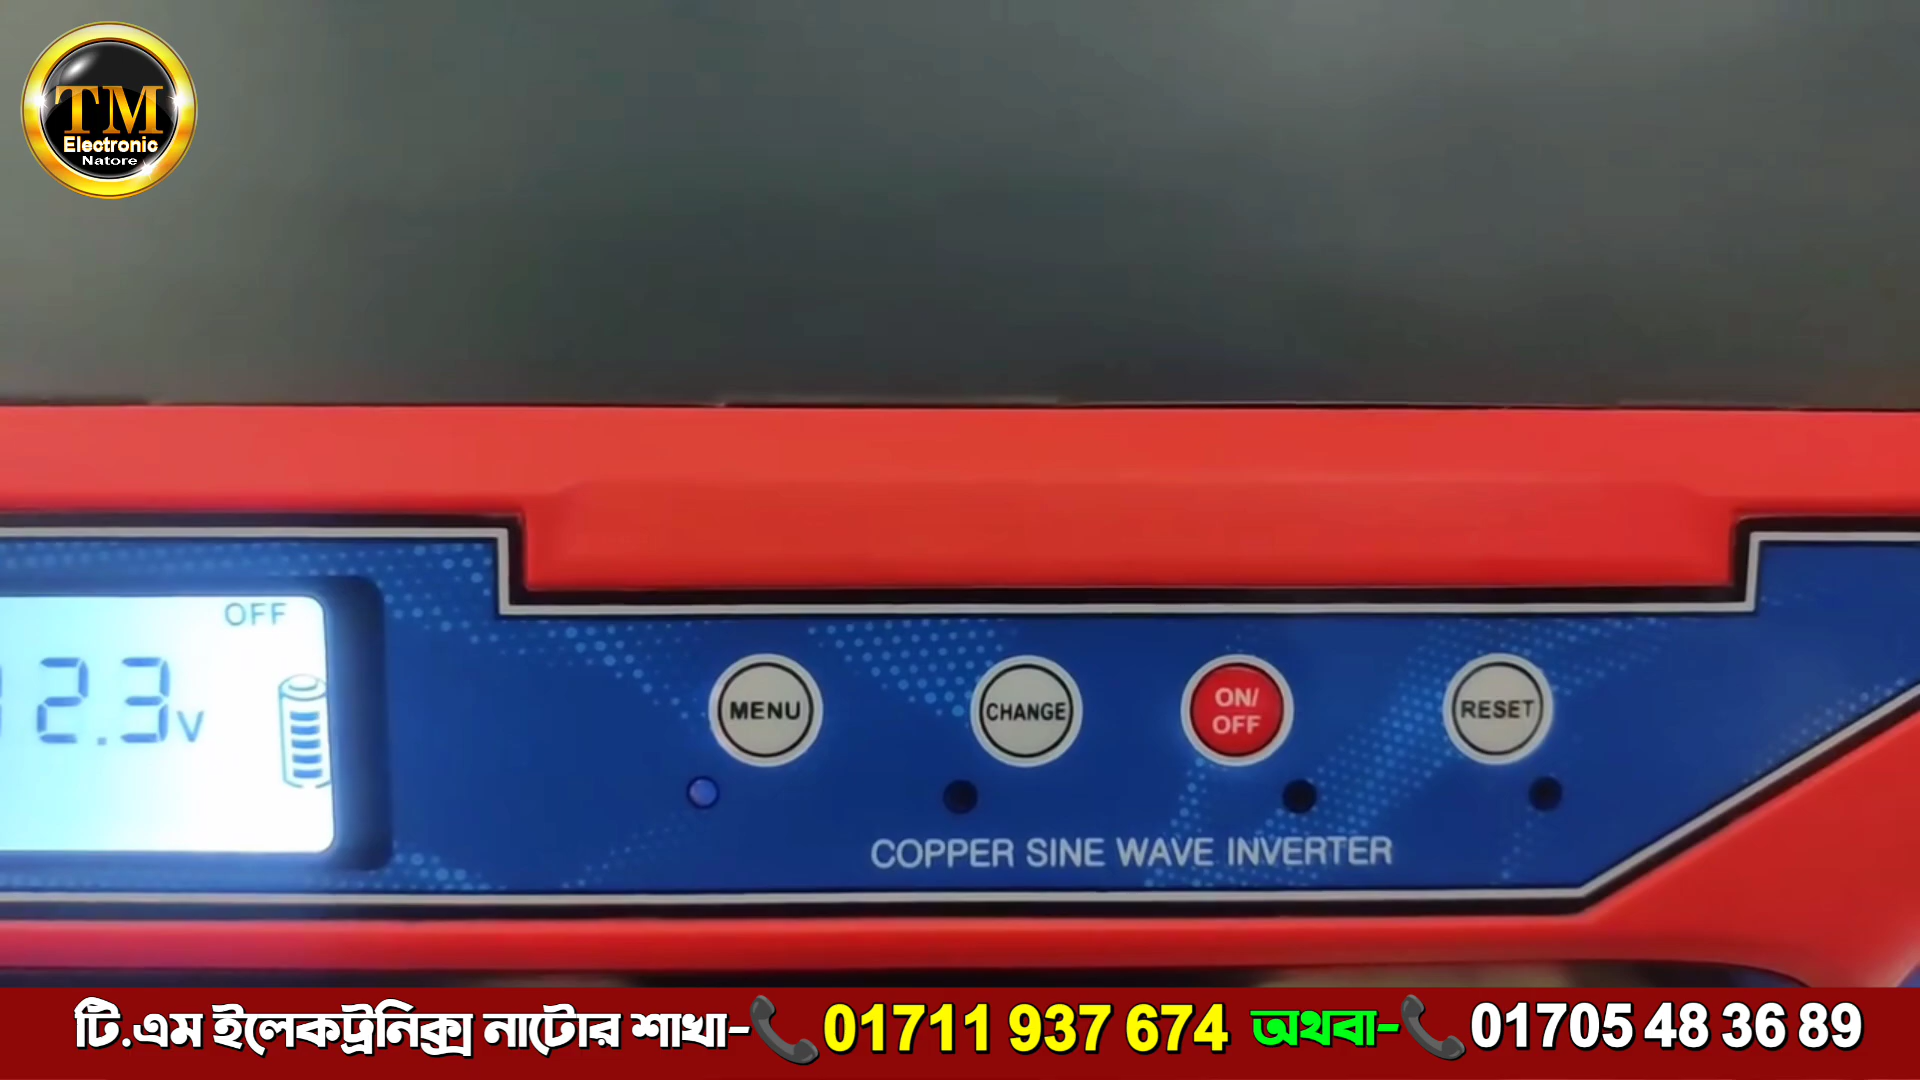 TM
Electronic
Natore
OFF
2.3V
MENU
CHANGE
ON/
OFF
RESET
COPPER SINE WAVE INVERTER
টি.এম ইলেকট্রনিক্স নাটোর শাখা-01711 937 674 অথবা-01705 48 36 89